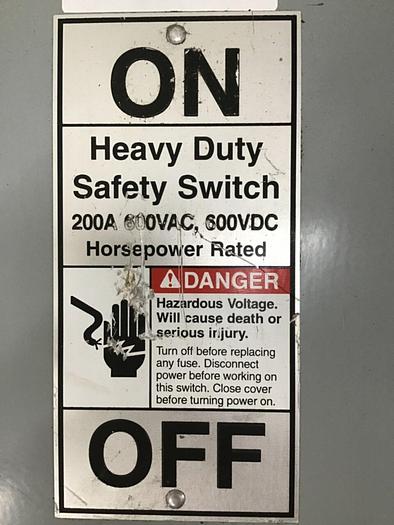 ON
Heavy Duty
Safety Switch
200A 600VAC, 600VDC
Horsepower Rated
DANGER
Hazardous Voltage.
Will cause death or
serious injury.
Turn off before replacing
any fuse. Disconnect
power before working on
this switch. Close cover
before turning power on.
OFF